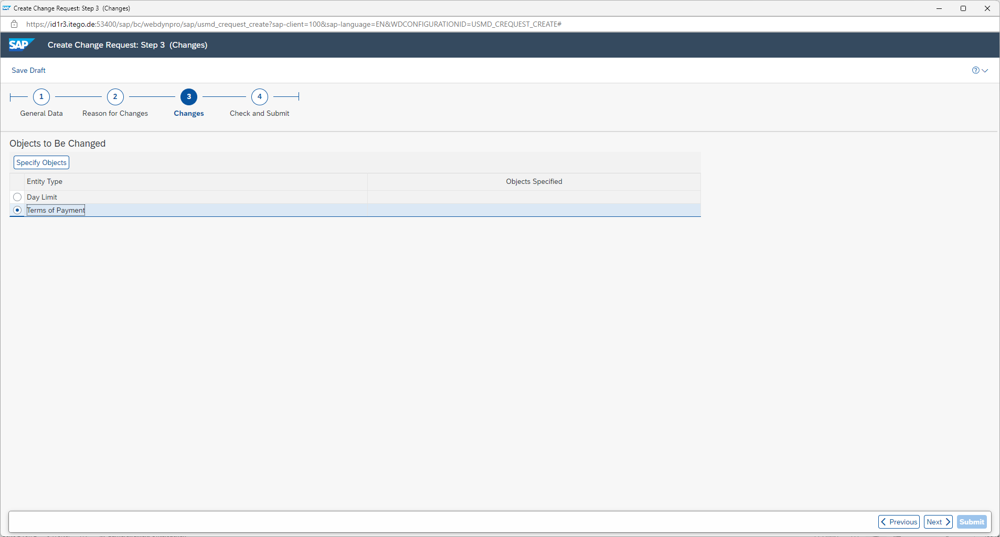 Create Change Request: Step 3 (Changes)
https://id1r3.itego.de:53400/sap/bc/webdynpro/sap/usmd_crequest_create?sap-client=100&sap-language=EN&WDCONFIGURATIONID=USMD_CREQUEST_CREATE#
SAP Create Change Request: Step 3 (Changes)
Save Draft
1 2 3 4
General Data Reason for Changes Changes Check and Submit
Objects to Be Changed
Specify Objects
Entity Type Objects Specified
Day Limit
Terms of Payment
Previous Next Submit